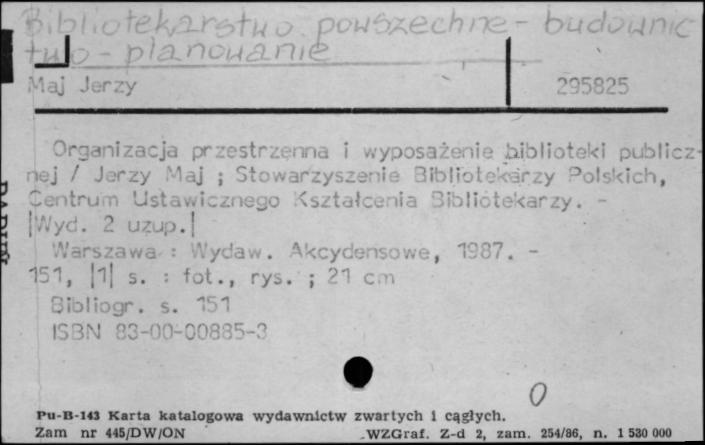 Bibliotekarstwo powszechne - budownic
two - planowanie
Maj Jerzy 295825
Organizacja przestrzenna i wyposażenie biblioteki publicz-
nej / Jerzy Maj ; Stowarzyszenie Bibliotekarzy Polskich,
Centrum Ustawicznego Kształcenia Bibliotekarzy. -
|Wyd. 2 uzup.|
Warszawa : Wydaw. Akcydensowe, 1987. -
151, |1| s. : fot., rys. ; 21 cm
Bibliogr. s. 151
ISBN 83-00-00885-3
0
Pu-B-143 Karta katalogowa wydawnictw zwartych i cągłych.
Zam nr 445/DW/ON WZGraf. Z-d 2, zam. 254/86, n. 1 530 000